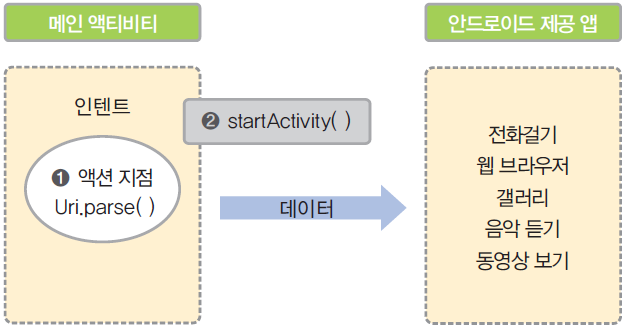 메인 액티비티
안드로이드 제공 앱
인텐트
❶ 액션 지점
Uri.parse( )
❷ startActivity( )
데이터
전화걸기
웹 브라우저
갤러리
음악 듣기
동영상 보기